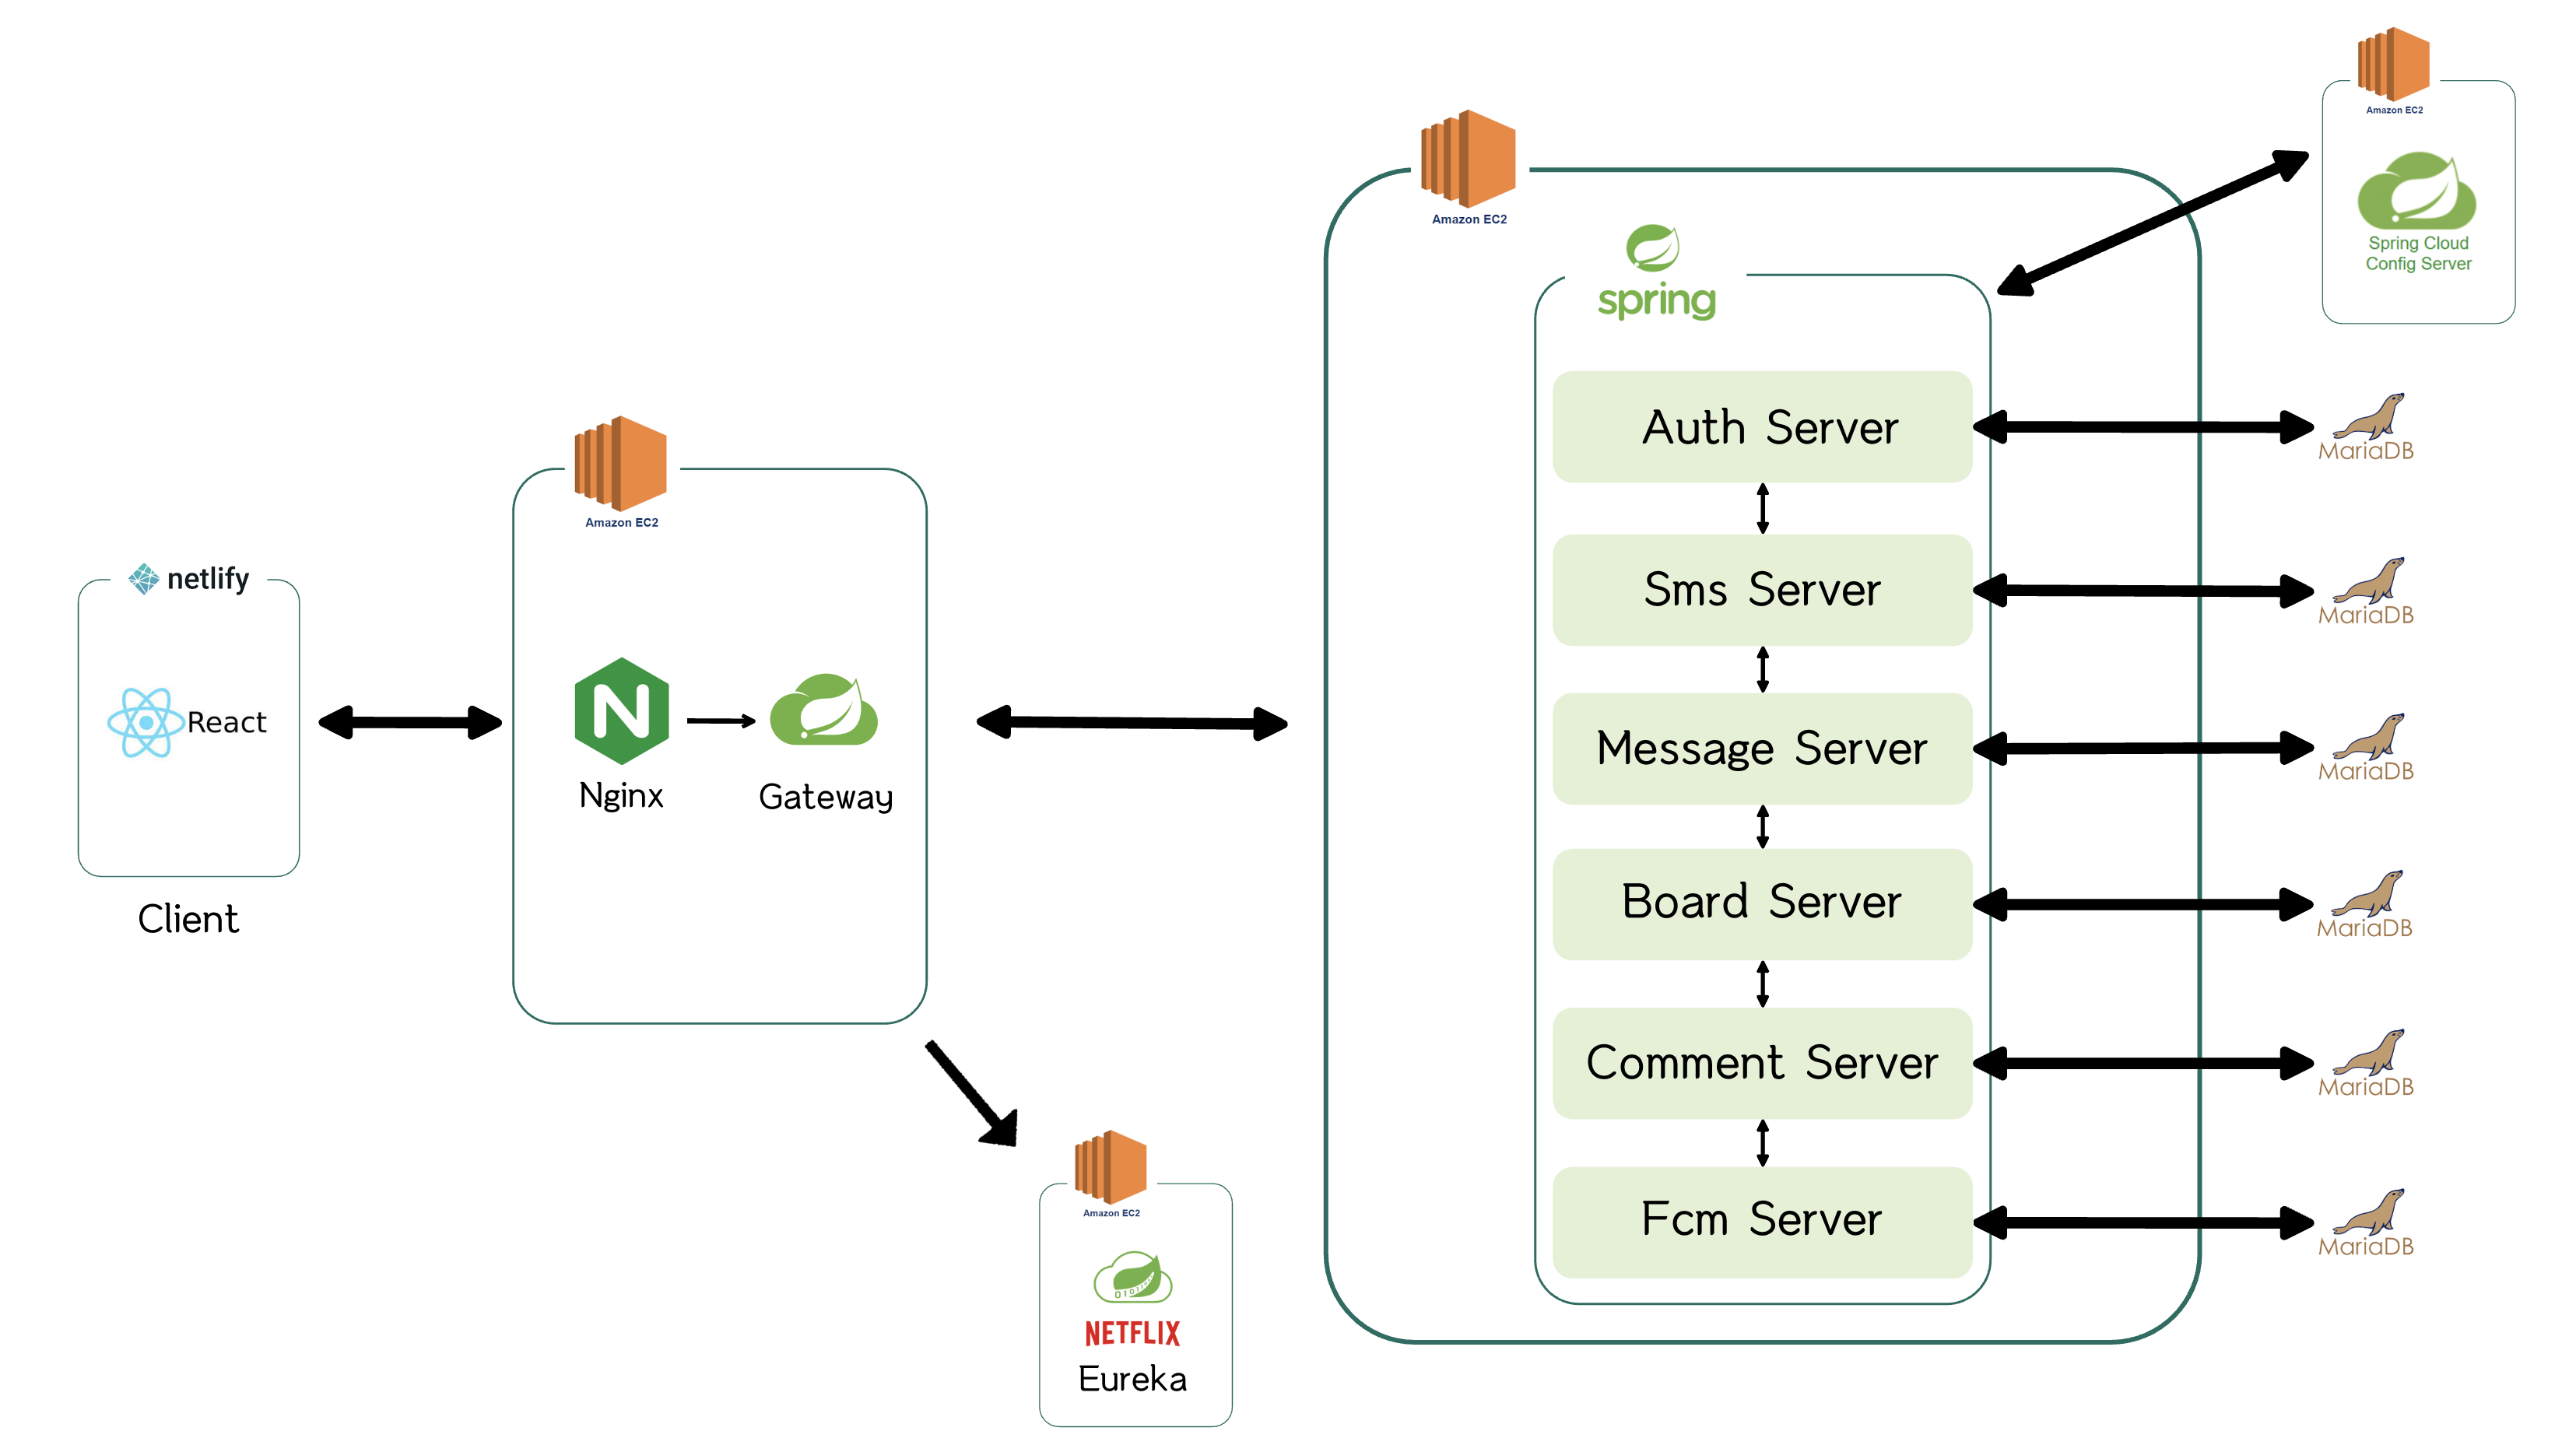 netlify
React
Client
Amazon EC2
Nginx
Gateway
Amazon EC2
NETFLIX
Eureka
Amazon EC2
spring
Auth Server
Sms Server
Message Server
Board Server
Comment Server
Fcm Server
Amazon EC2
Spring Cloud
Config Server
MariaDB
MariaDB
MariaDB
MariaDB
MariaDB
MariaDB